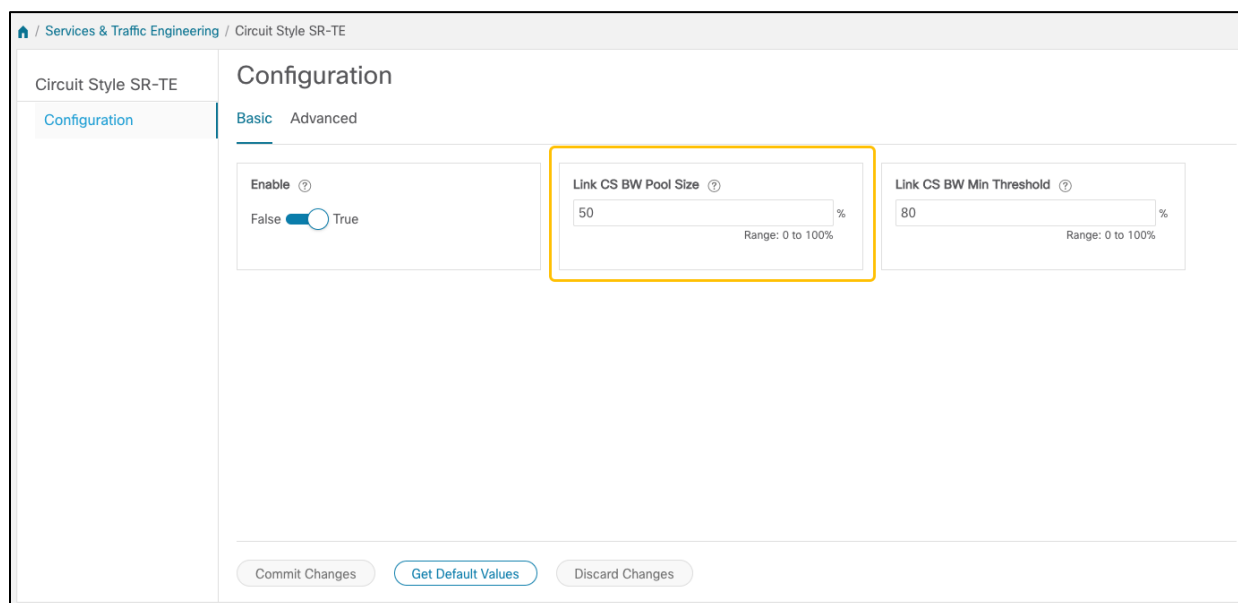 / Services & Traffic Engineering / Circuit Style SR-TE
Circuit Style SR-TE
Configuration
Configuration
Basic Advanced
Enable ?
False True
Link CS BW Pool Size ?
50 %
Range: 0 to 100%
Link CS BW Min Threshold ?
80 %
Range: 0 to 100%
Commit Changes Get Default Values Discard Changes